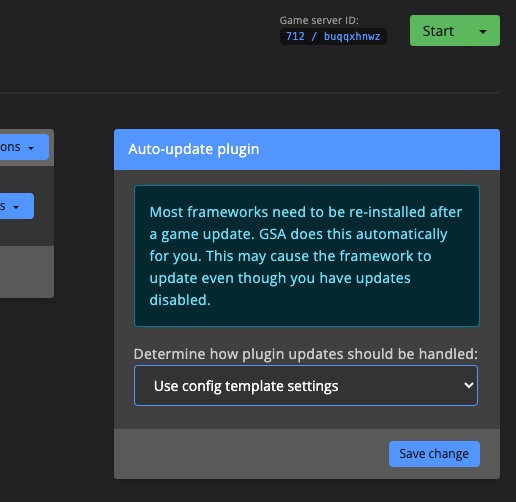 Game server ID:
712 / buqqxhnwz
Start
ons
Auto-update plugin
s
Most frameworks need to be re-installed after
a game update. GSA does this automatically
for you. This may cause the framework to
update even though you have updates
disabled.
Determine how plugin updates should be handled:
Use config template settings
Save change